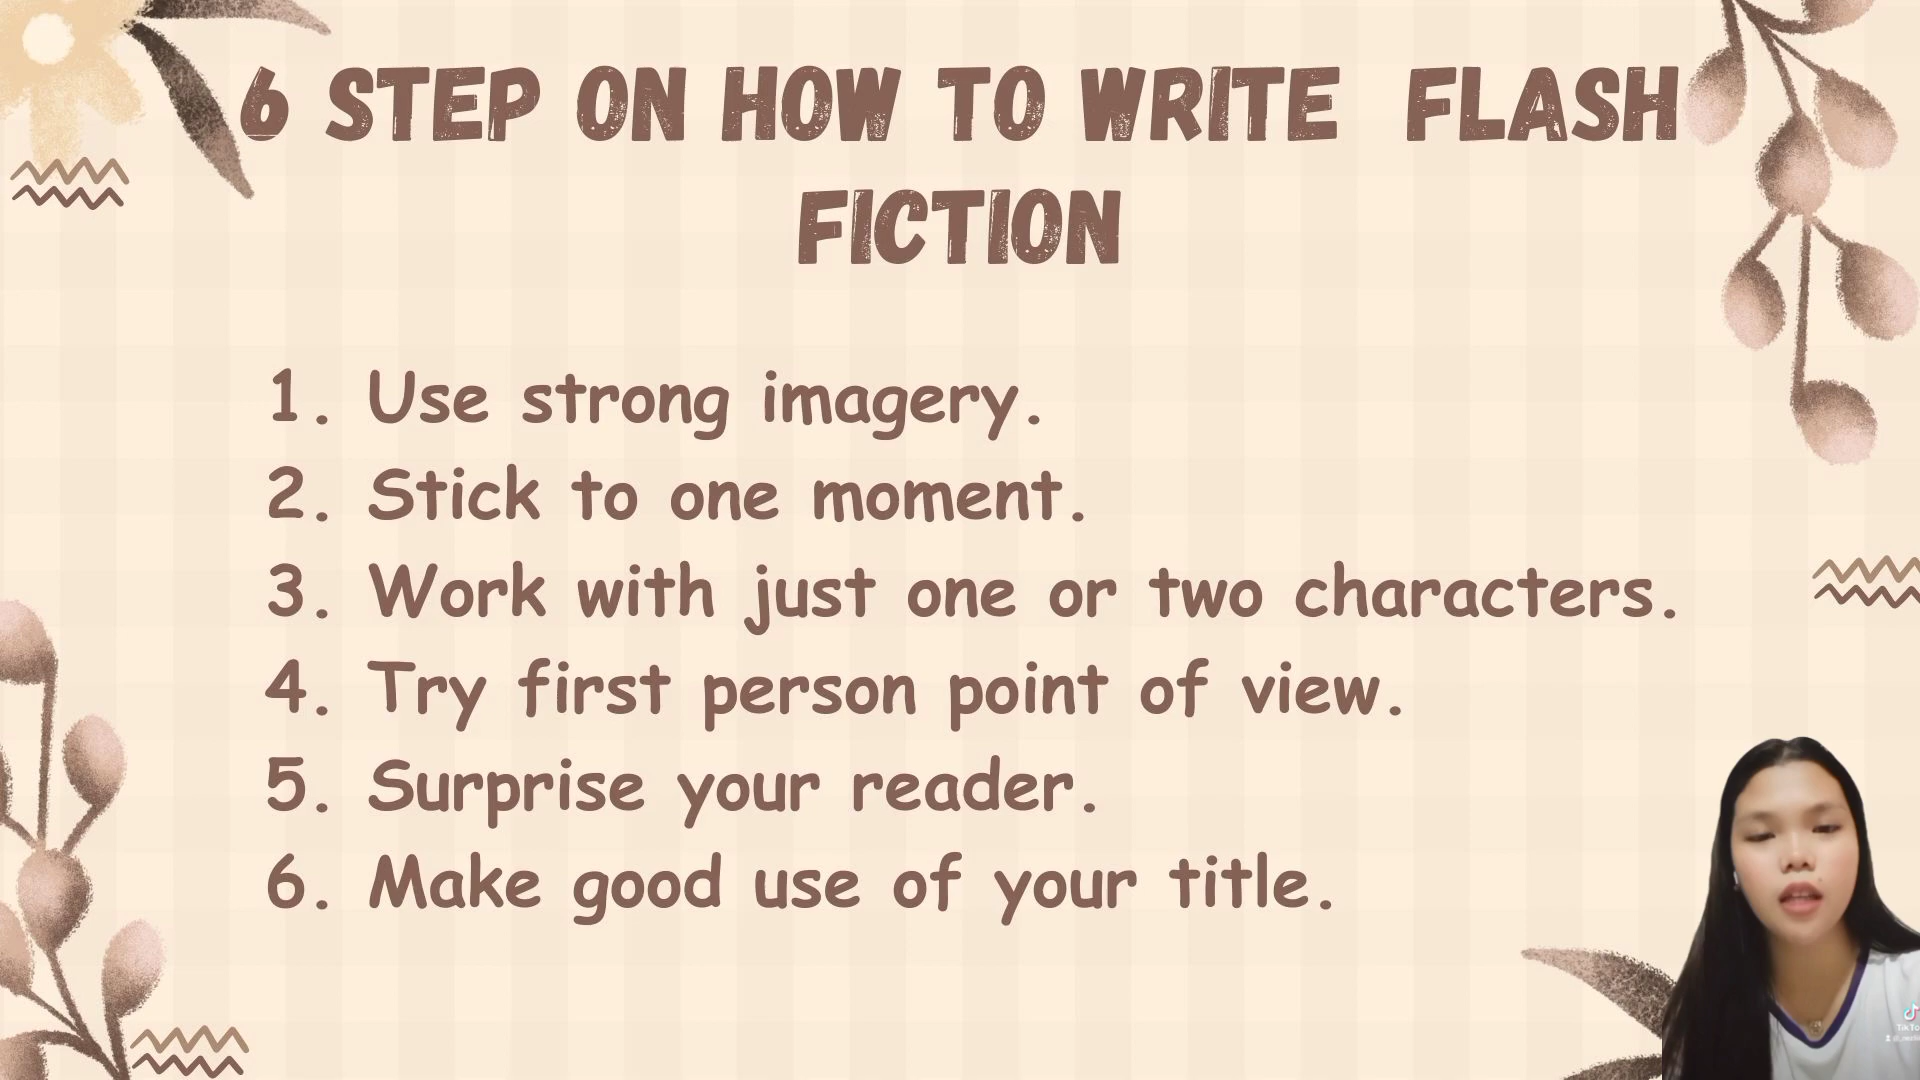 6 STEP ON HOW TO WRITE FLASH
FICTION
1. Use strong imagery.
2. Stick to one moment.
3. Work with just one or two characters.
4. Try first person point of view.
5. Surprise your reader.
6. Make good use of your title.